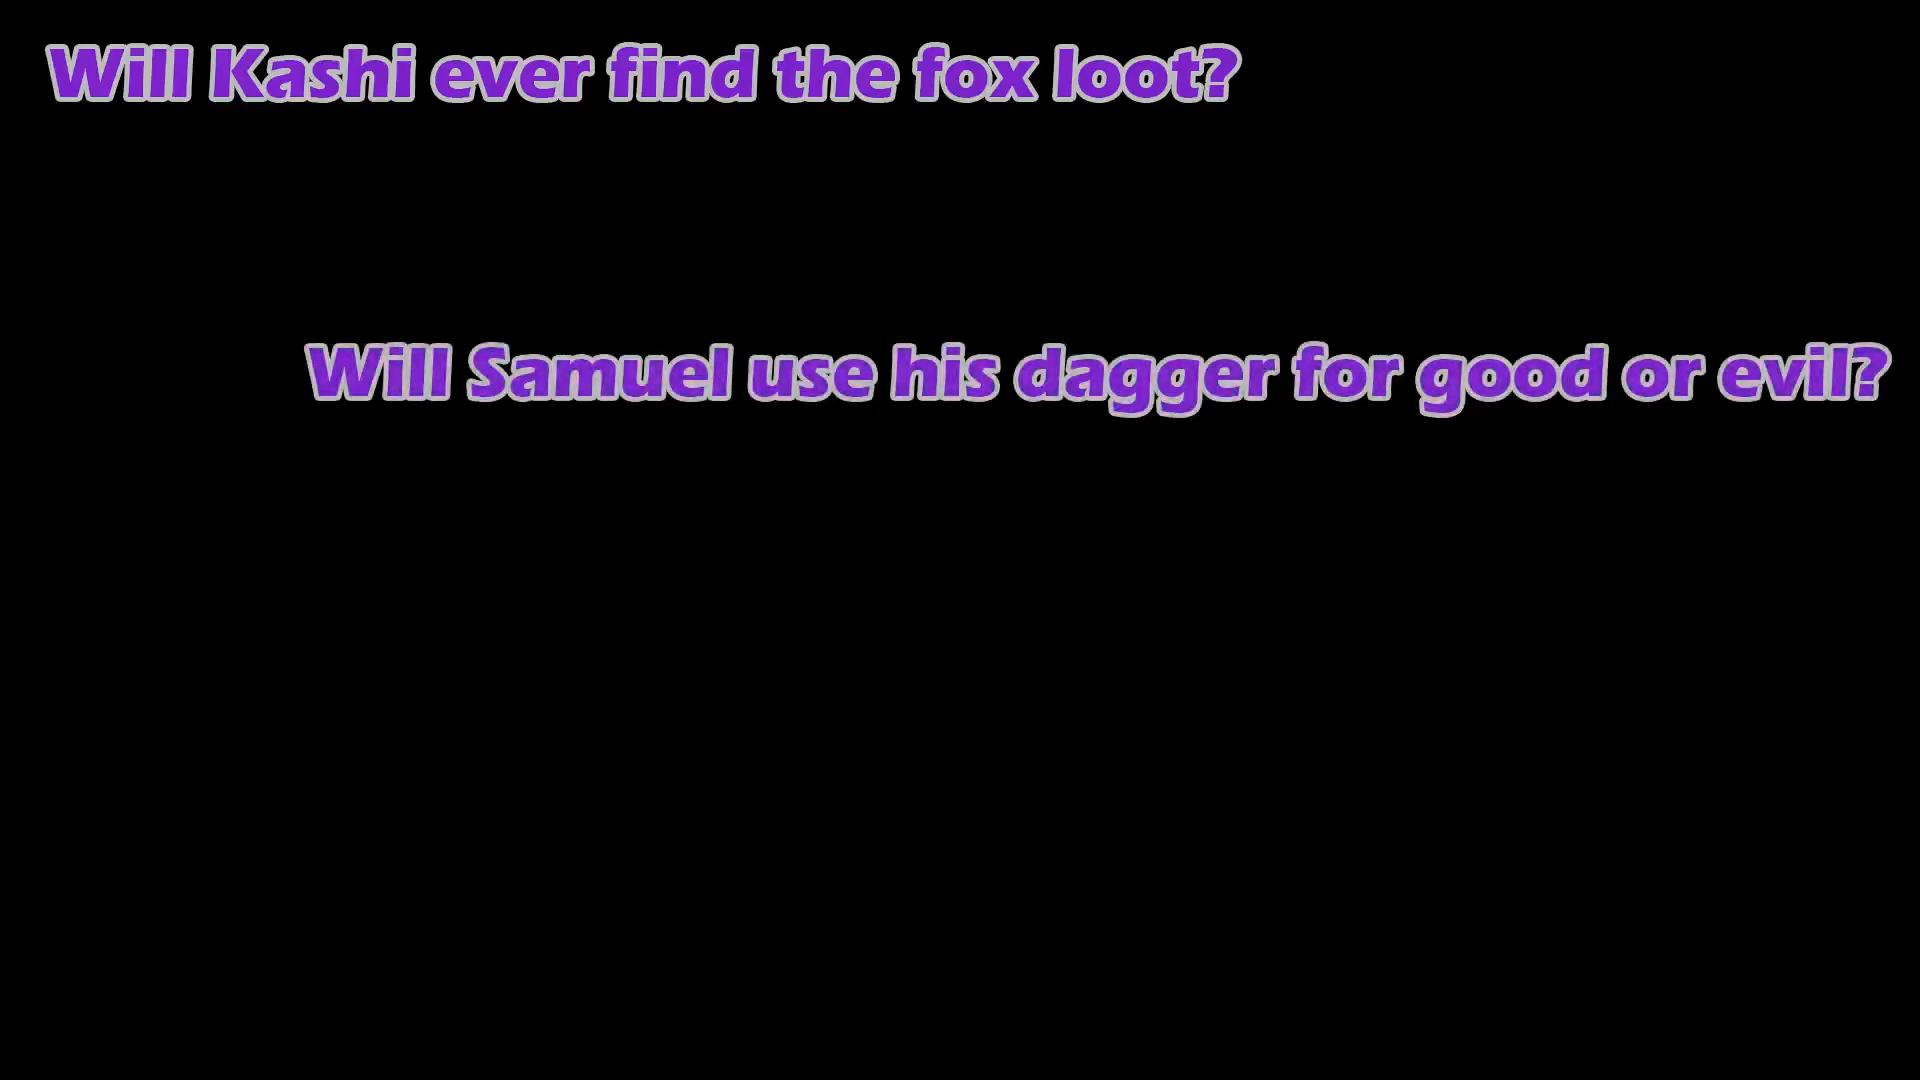 Will Kashi ever find the fox loot?
Will Samuel use his dagger for good or evil?